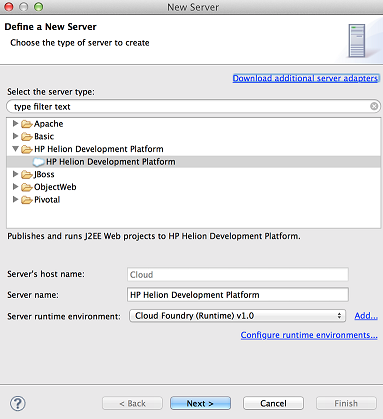 New Server
Define a New Server
Choose the type of server to create
Download additional server adapters
Select the server type:
type filter text
Apache
Basic
HP Helion Development Platform
HP Helion Development Platform
JBoss
ObjectWeb
Pivotal
Publishes and runs J2EE Web projects to HP Helion Development Platform.
Server's host name: Cloud
Server name: HP Helion Development Platform
Server runtime environment: Cloud Foundry (Runtime) v1.0 Add...
Configure runtime environments...
? < Back Next > Cancel Finish